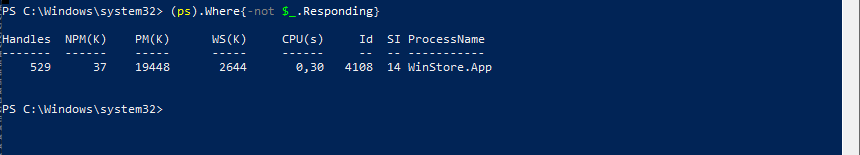 PS C:\Windows\system32> (ps).Where{-not $_.Responding}
Handles  NPM(K)    PM(K)      WS(K)     CPU(s)     Id  SI ProcessName
-------  ------    -----      -----     ------     --  -- -----------
    529      37    19448       2644       0,30   4108  14 WinStore.App
PS C:\Windows\system32>